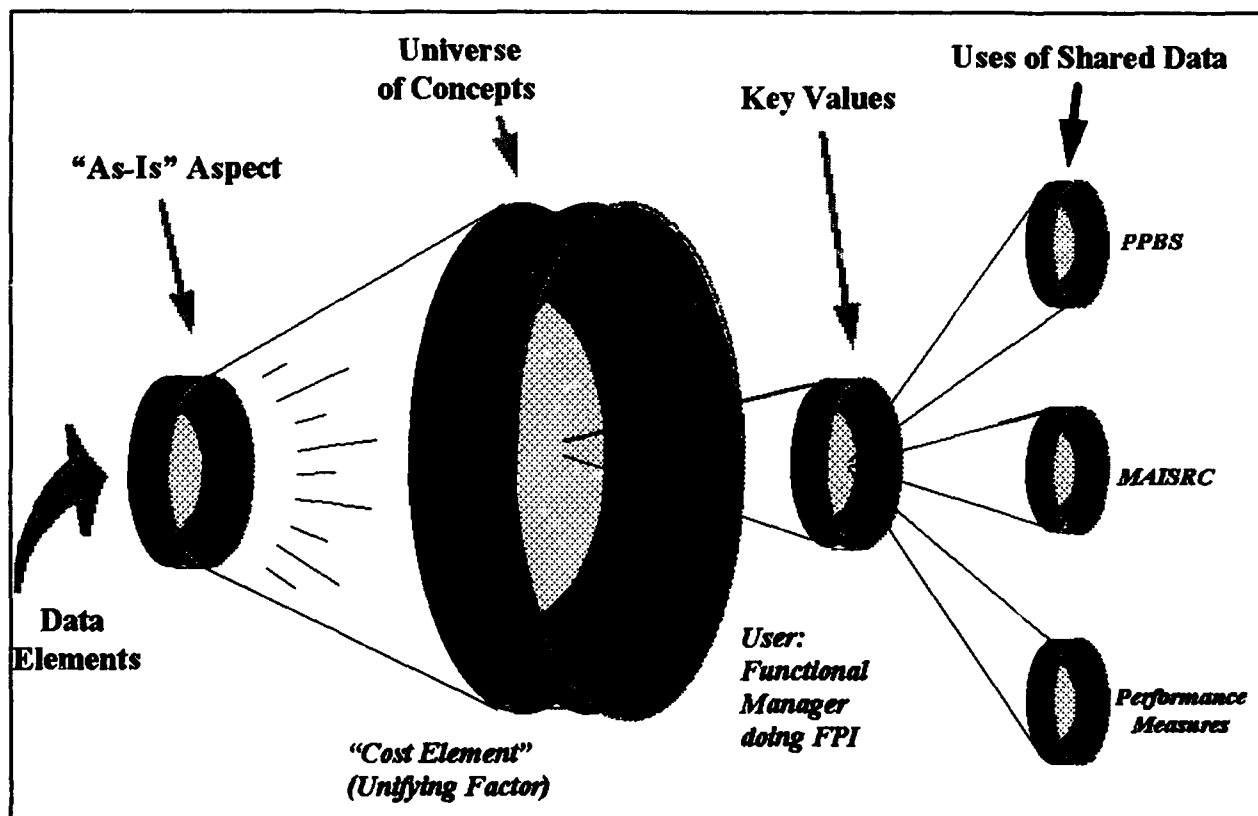 Universe
of Concepts
Uses of Shared Data
Key Values
“As-Is” Aspect
PPBS
MAISRC
Data
Elements
User:
Functional
Manager
doing FPI
Performance
Measures
“Cost Element”
(Unifying Factor)